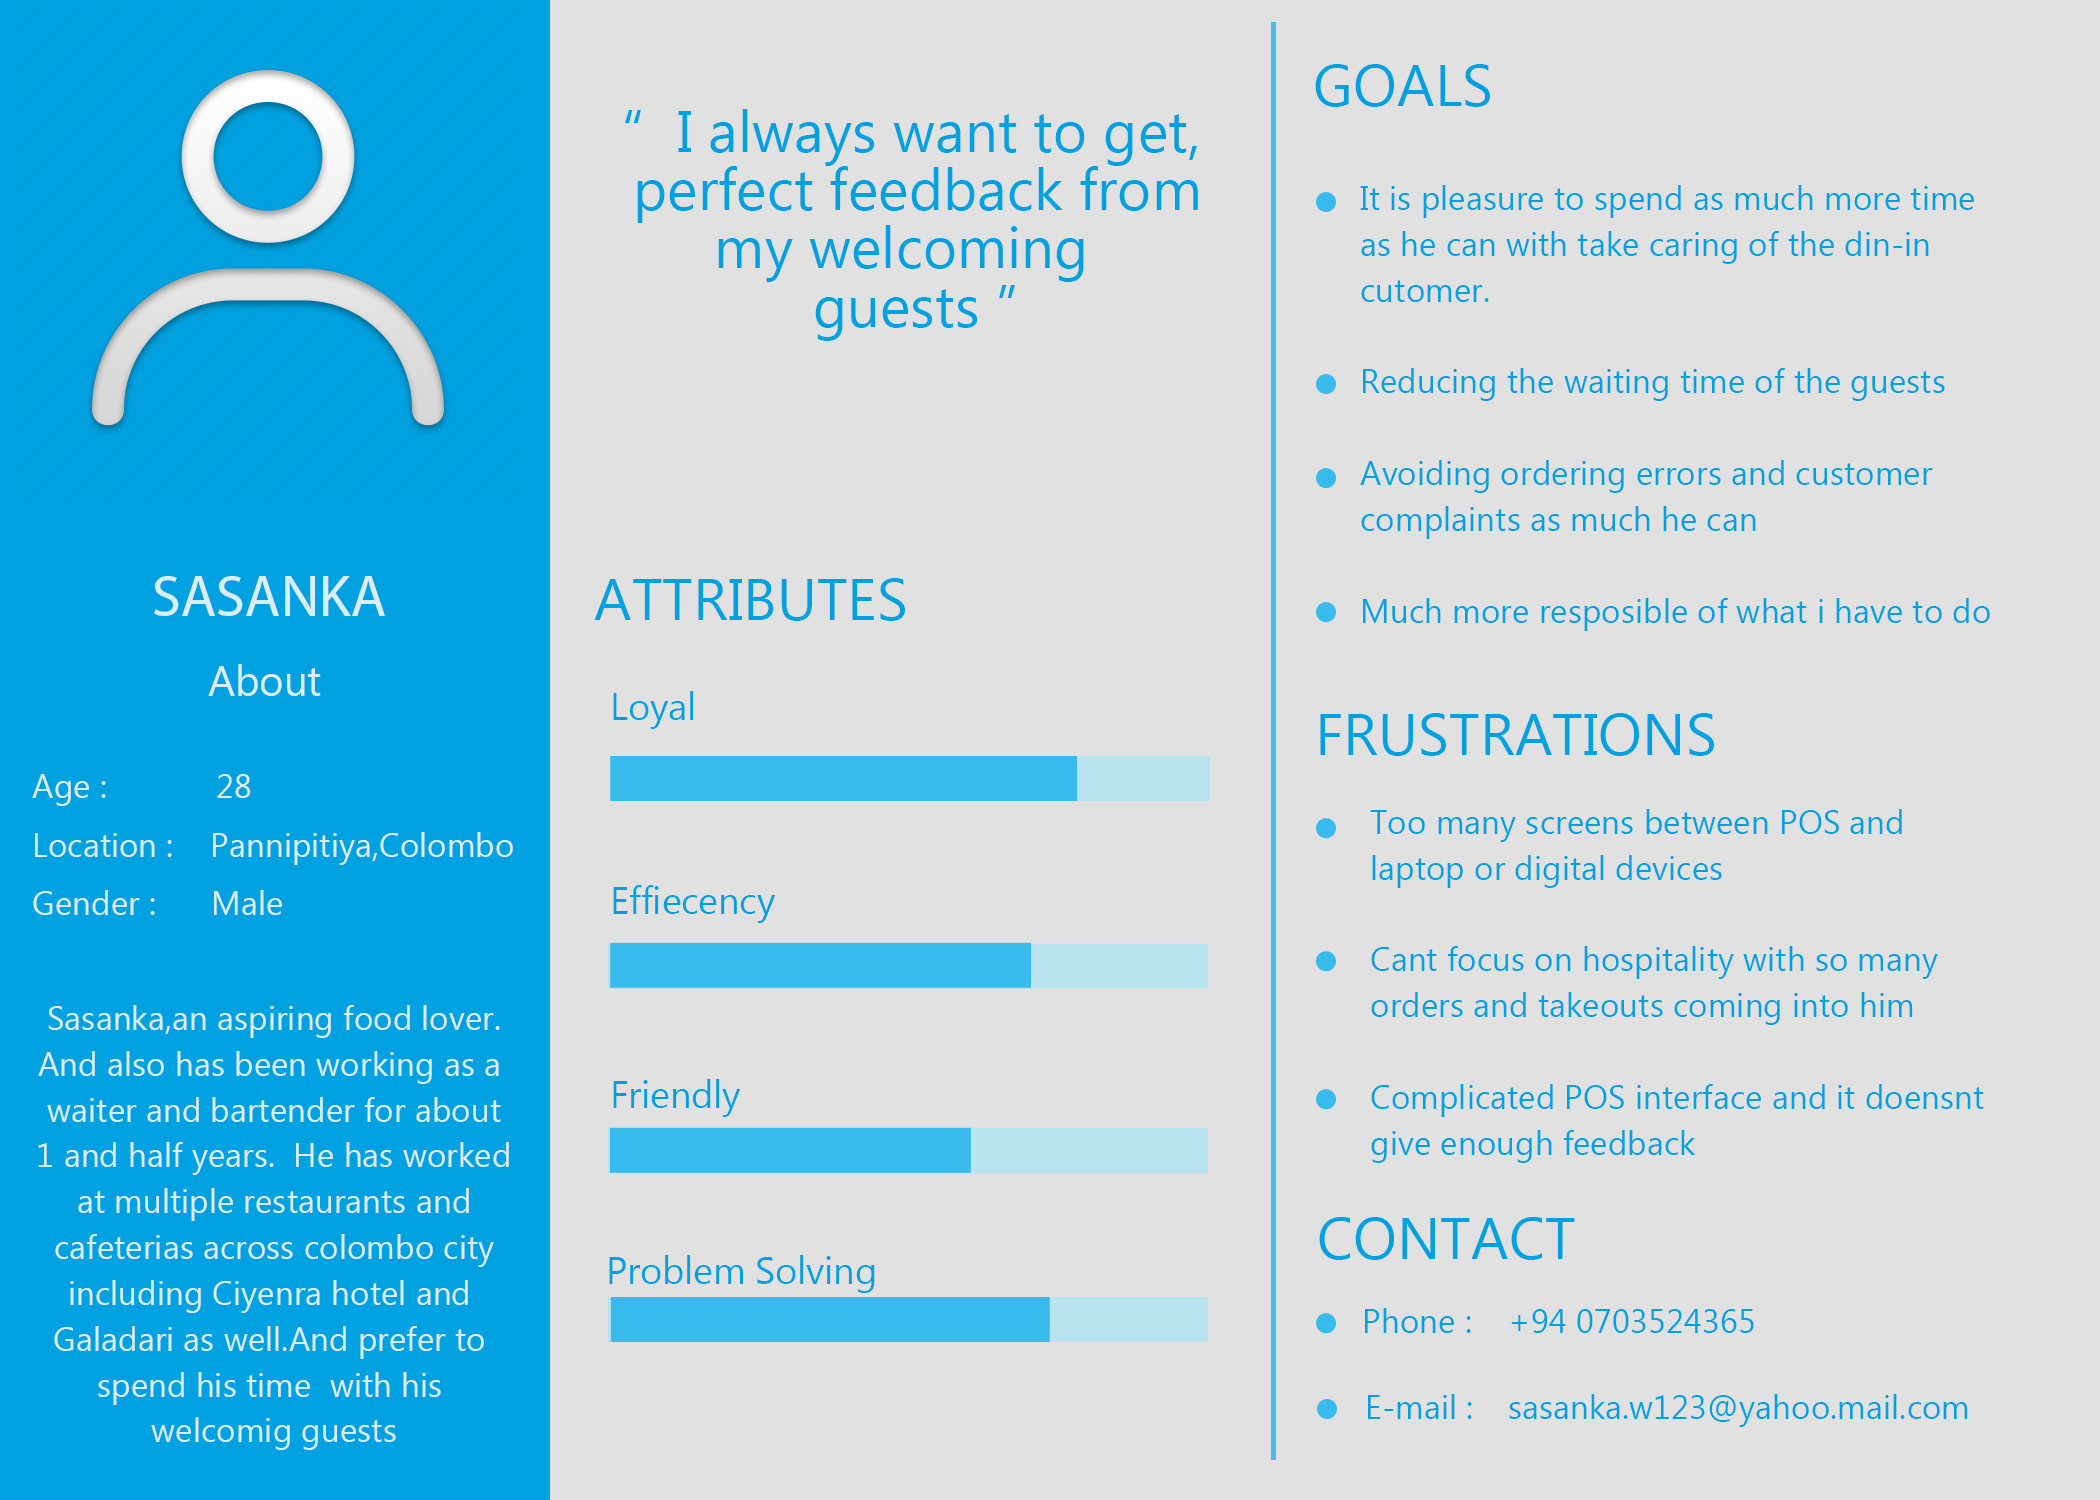 SASANKA
About
Age : 28
Location : Pannipitiya,Colombo
Gender : Male
Sasanka,an aspiring food lover.
And also has been working as a
waiter and bartender for about
1 and half years. He has worked
at multiple restaurants and
cafeterias across colombo city
including Ciyenra hotel and
Galadari as well.And prefer to
spend his time with his
welcomig guests
“ I always want to get,
perfect feedback from
my welcoming
guests ”
ATTRIBUTES
Loyal
Effiecency
Friendly
Problem Solving
GOALS
It is pleasure to spend as much more time
as he can with take caring of the din-in
cutomer.
Reducing the waiting time of the guests
Avoiding ordering errors and customer
complaints as much he can
Much more resposible of what i have to do
FRUSTRATIONS
Too many screens between POS and
laptop or digital devices
Cant focus on hospitality with so many
orders and takeouts coming into him
Complicated POS interface and it doensnt
give enough feedback
CONTACT
Phone : +94 0703524365
E-mail : sasanka.w123@yahoo.mail.com